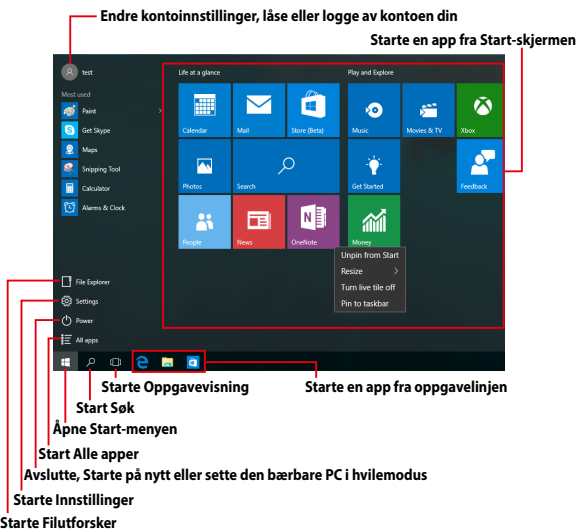 Endre kontoinnstillinger, låse eller logge av kontoen din
Starte en app fra Start-skjermen
test
Most used
Paint
Get Skype
Maps
Snipping Tool
Calculator
Alarms & Clock
File Explorer
Settings
Power
All apps
Life at a glance
Play and Explore
Calendar
Mail
Store (Beta)
Music
Movies & TV
Xbox
Photos
Search
Get Started
Feedback
People
News
OneNote
Money
Unpin from Start
Resize
Turn live tile off
Pin to taskbar
Starte Oppgavevisning
Starte en app fra oppgavelinjen
Start Søk
Åpne Start-menyen
Start Alle apper
Avslutte, Starte på nytt eller sette den bærbare PC i hvilemodus
Starte Innstillinger
Starte Filutforsker